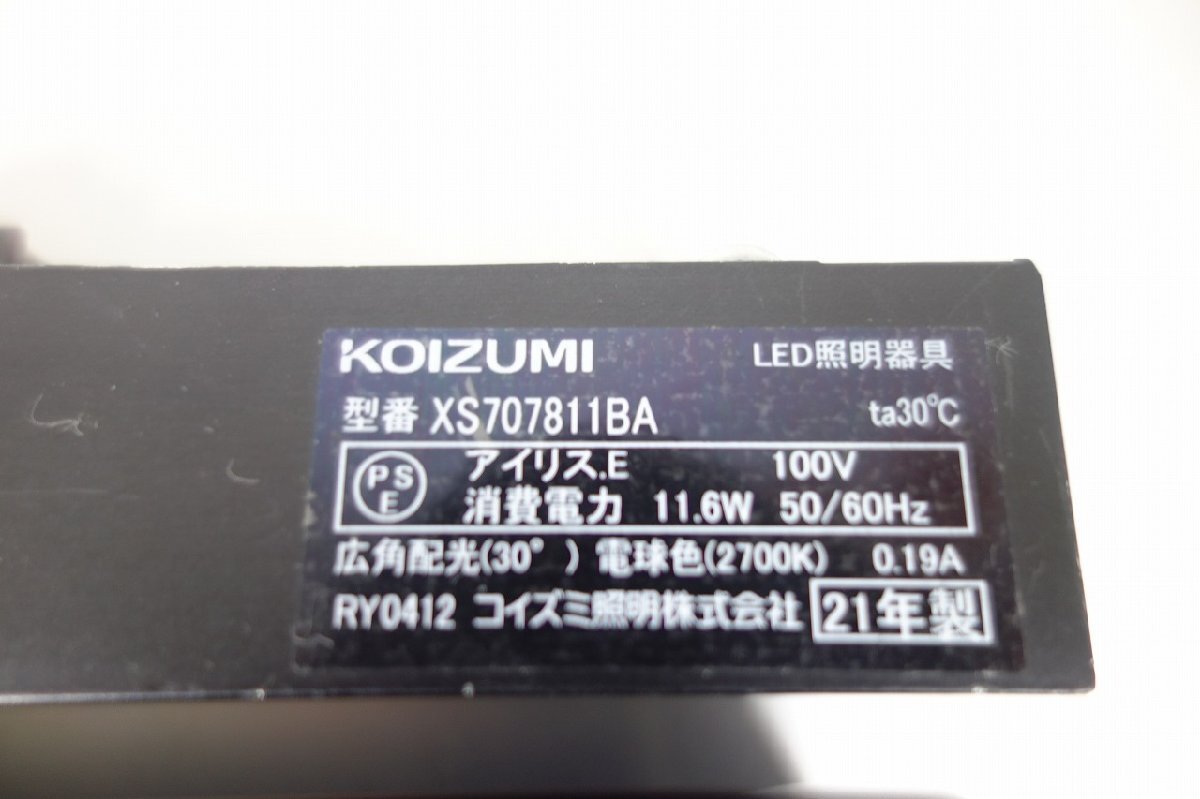 KOIZUMI LED照明器具
型番 XS707811BA ta30℃
PSE アイリス.E 100V
消費電力 11.6W 50/60Hz
広角配光(30°) 電球色(2700K) 0.19A
RY0412 コイズミ照明株式会社 21年製